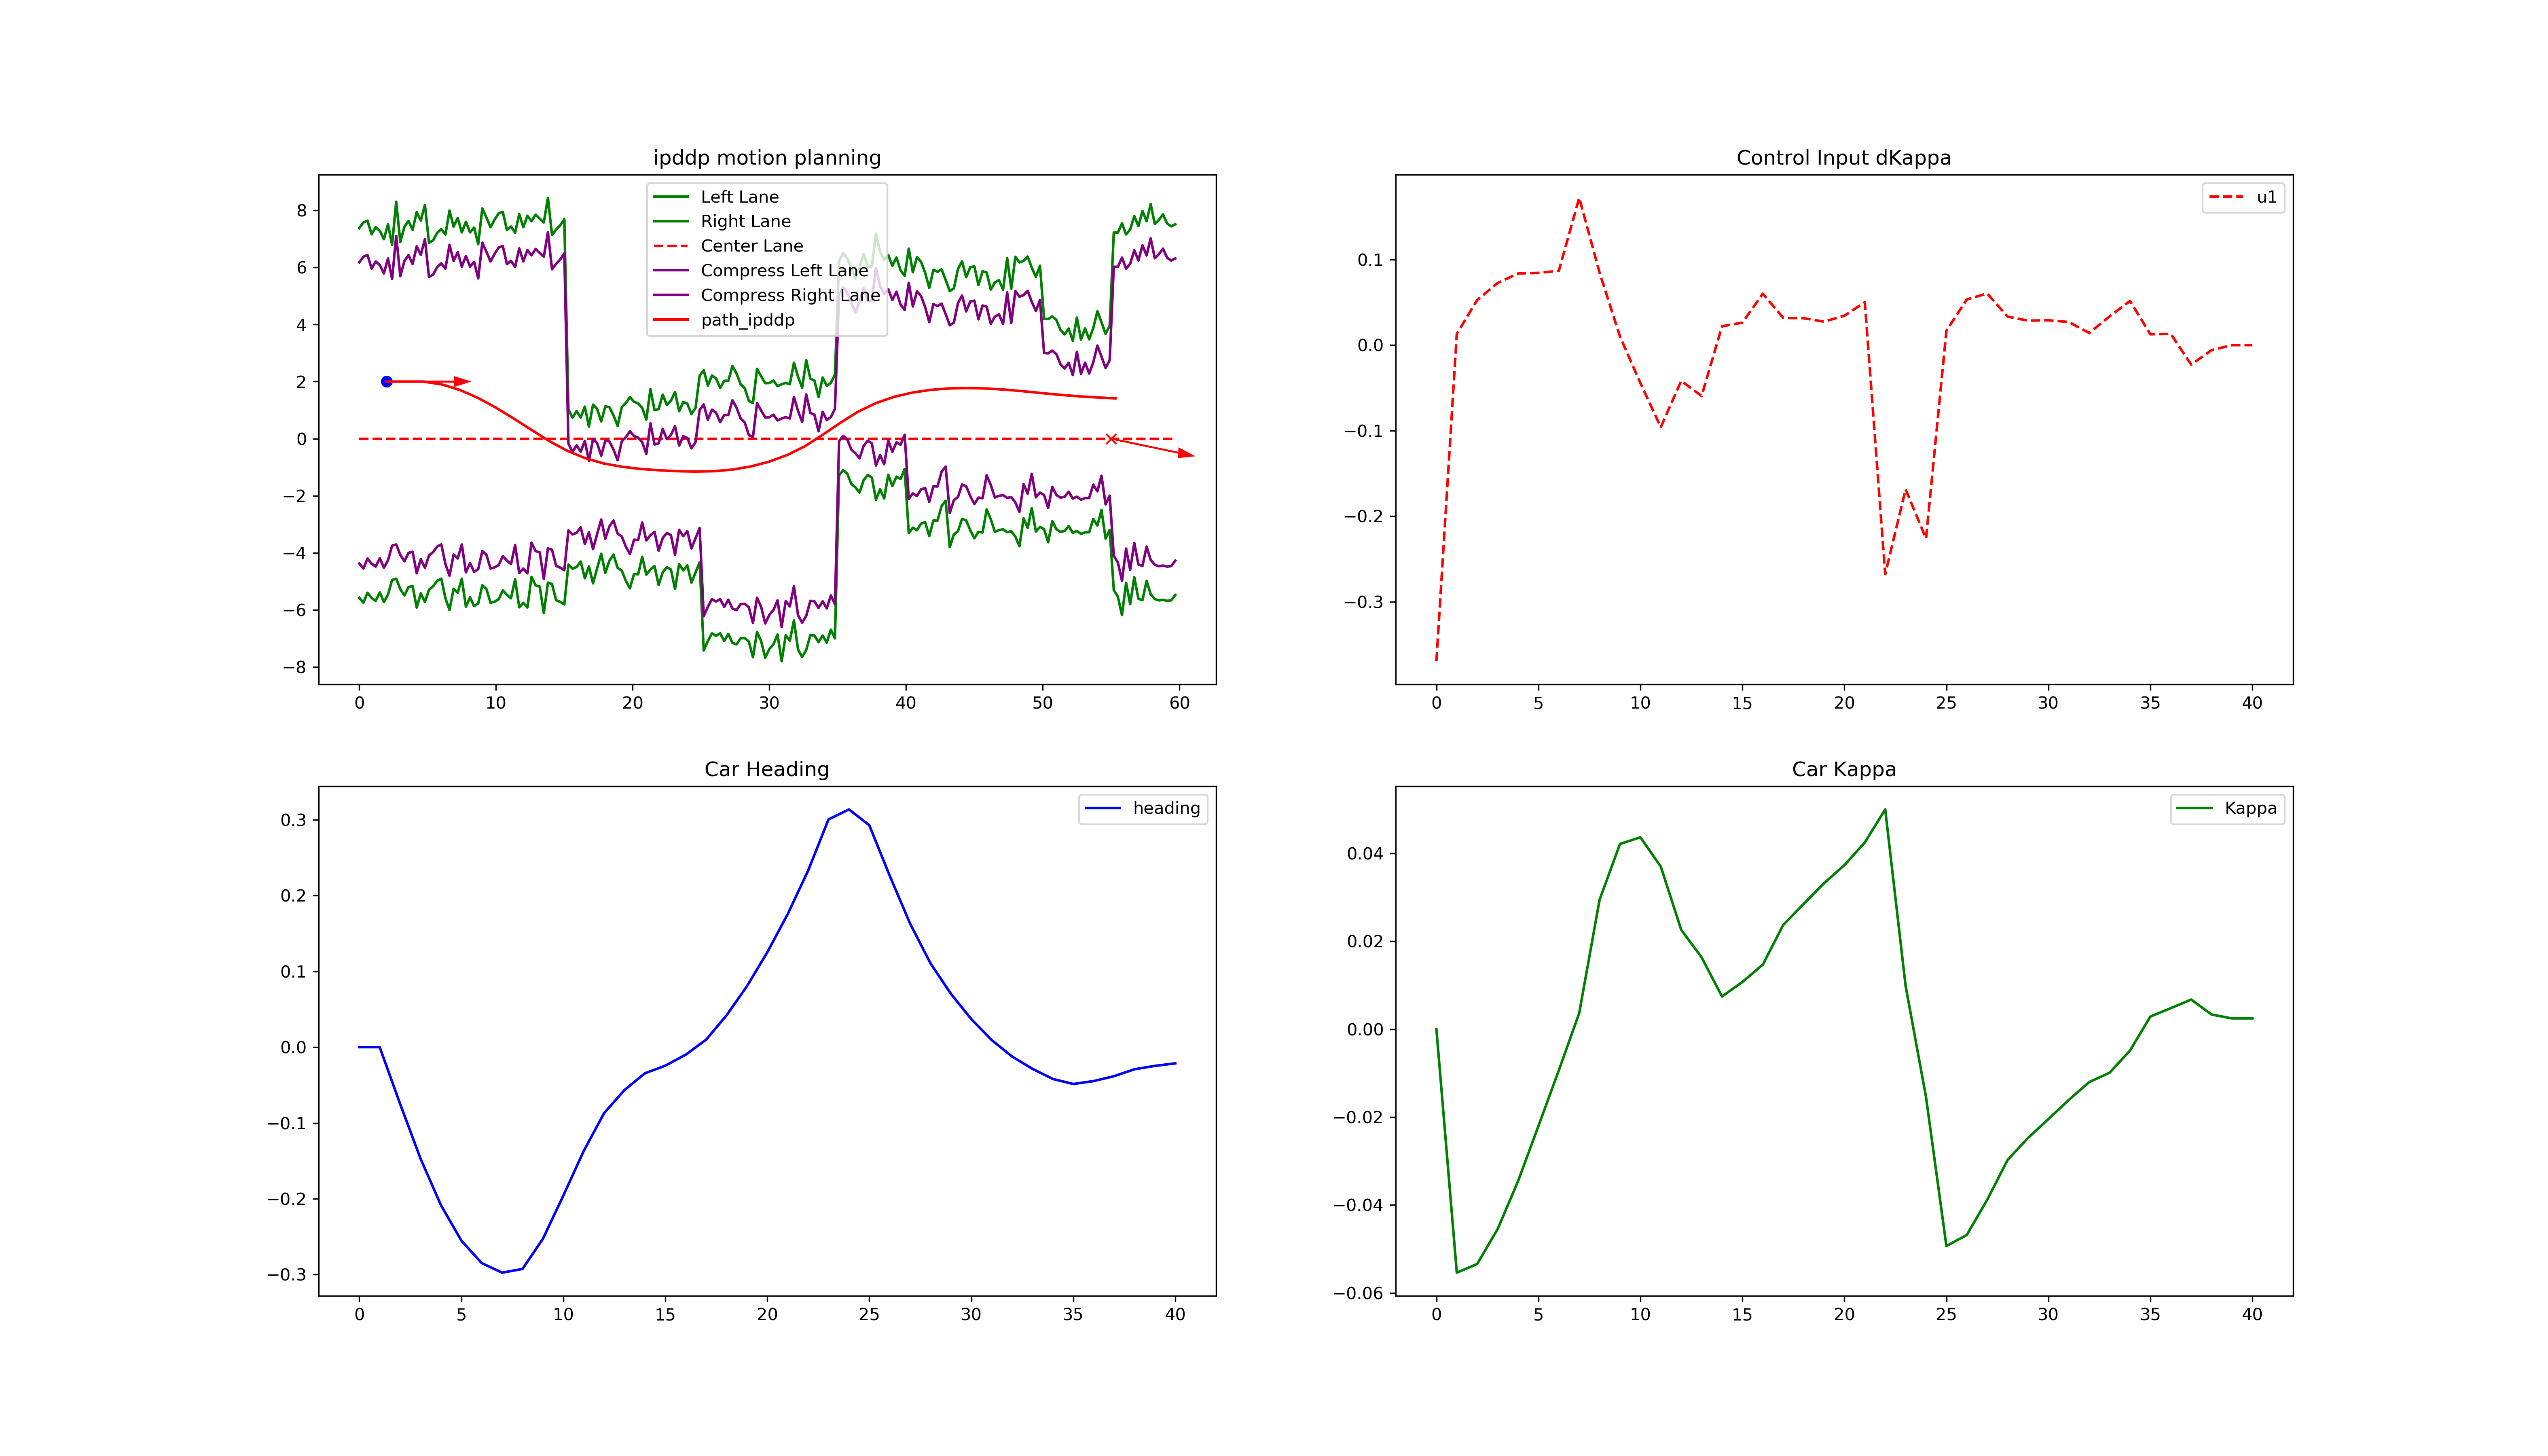 ipddp motion planning
Left Lane
Right Lane
Center Lane
Compress Left Lane
Compress Right Lane
path_ipddp
8
6
4
2
0
−2
−4
−6
−8
0 10 20 30 40 50 60
Control Input dKappa
u1
0.1
0.0
−0.1
−0.2
−0.3
0 5 10 15 20 25 30 35 40
Car Heading
heading
0.3
0.2
0.1
0.0
−0.1
−0.2
−0.3
0 5 10 15 20 25 30 35 40
Car Kappa
Kappa
0.04
0.02
0.00
−0.02
−0.04
−0.06
0 5 10 15 20 25 30 35 40